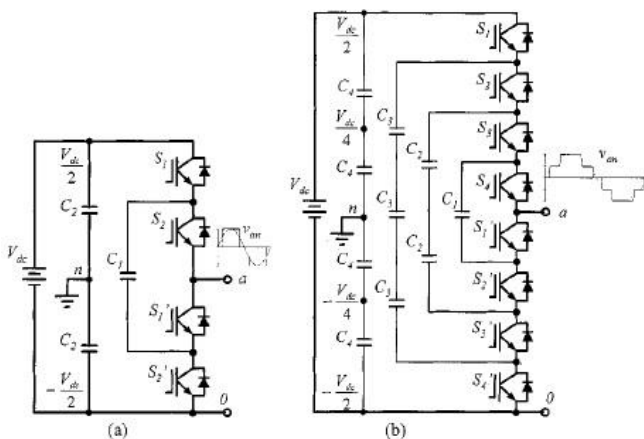 V_dc
V_dc/2
C_2
n
C_2
-V_dc/2
C_1
S_1
S_2
S_1'
S_2'
v_an
a
0
(a)
V_dc
V_dc/2
C_4
V_dc/4
C_4
n
C_4
-V_dc/4
C_4
-V_dc/2
C_3
C_3
C_3
C_2
C_2
C_1
S_1
S_3
S_3
S_4
S_1'
S_2'
S_3'
S_4'
v_an
a
0
(b)